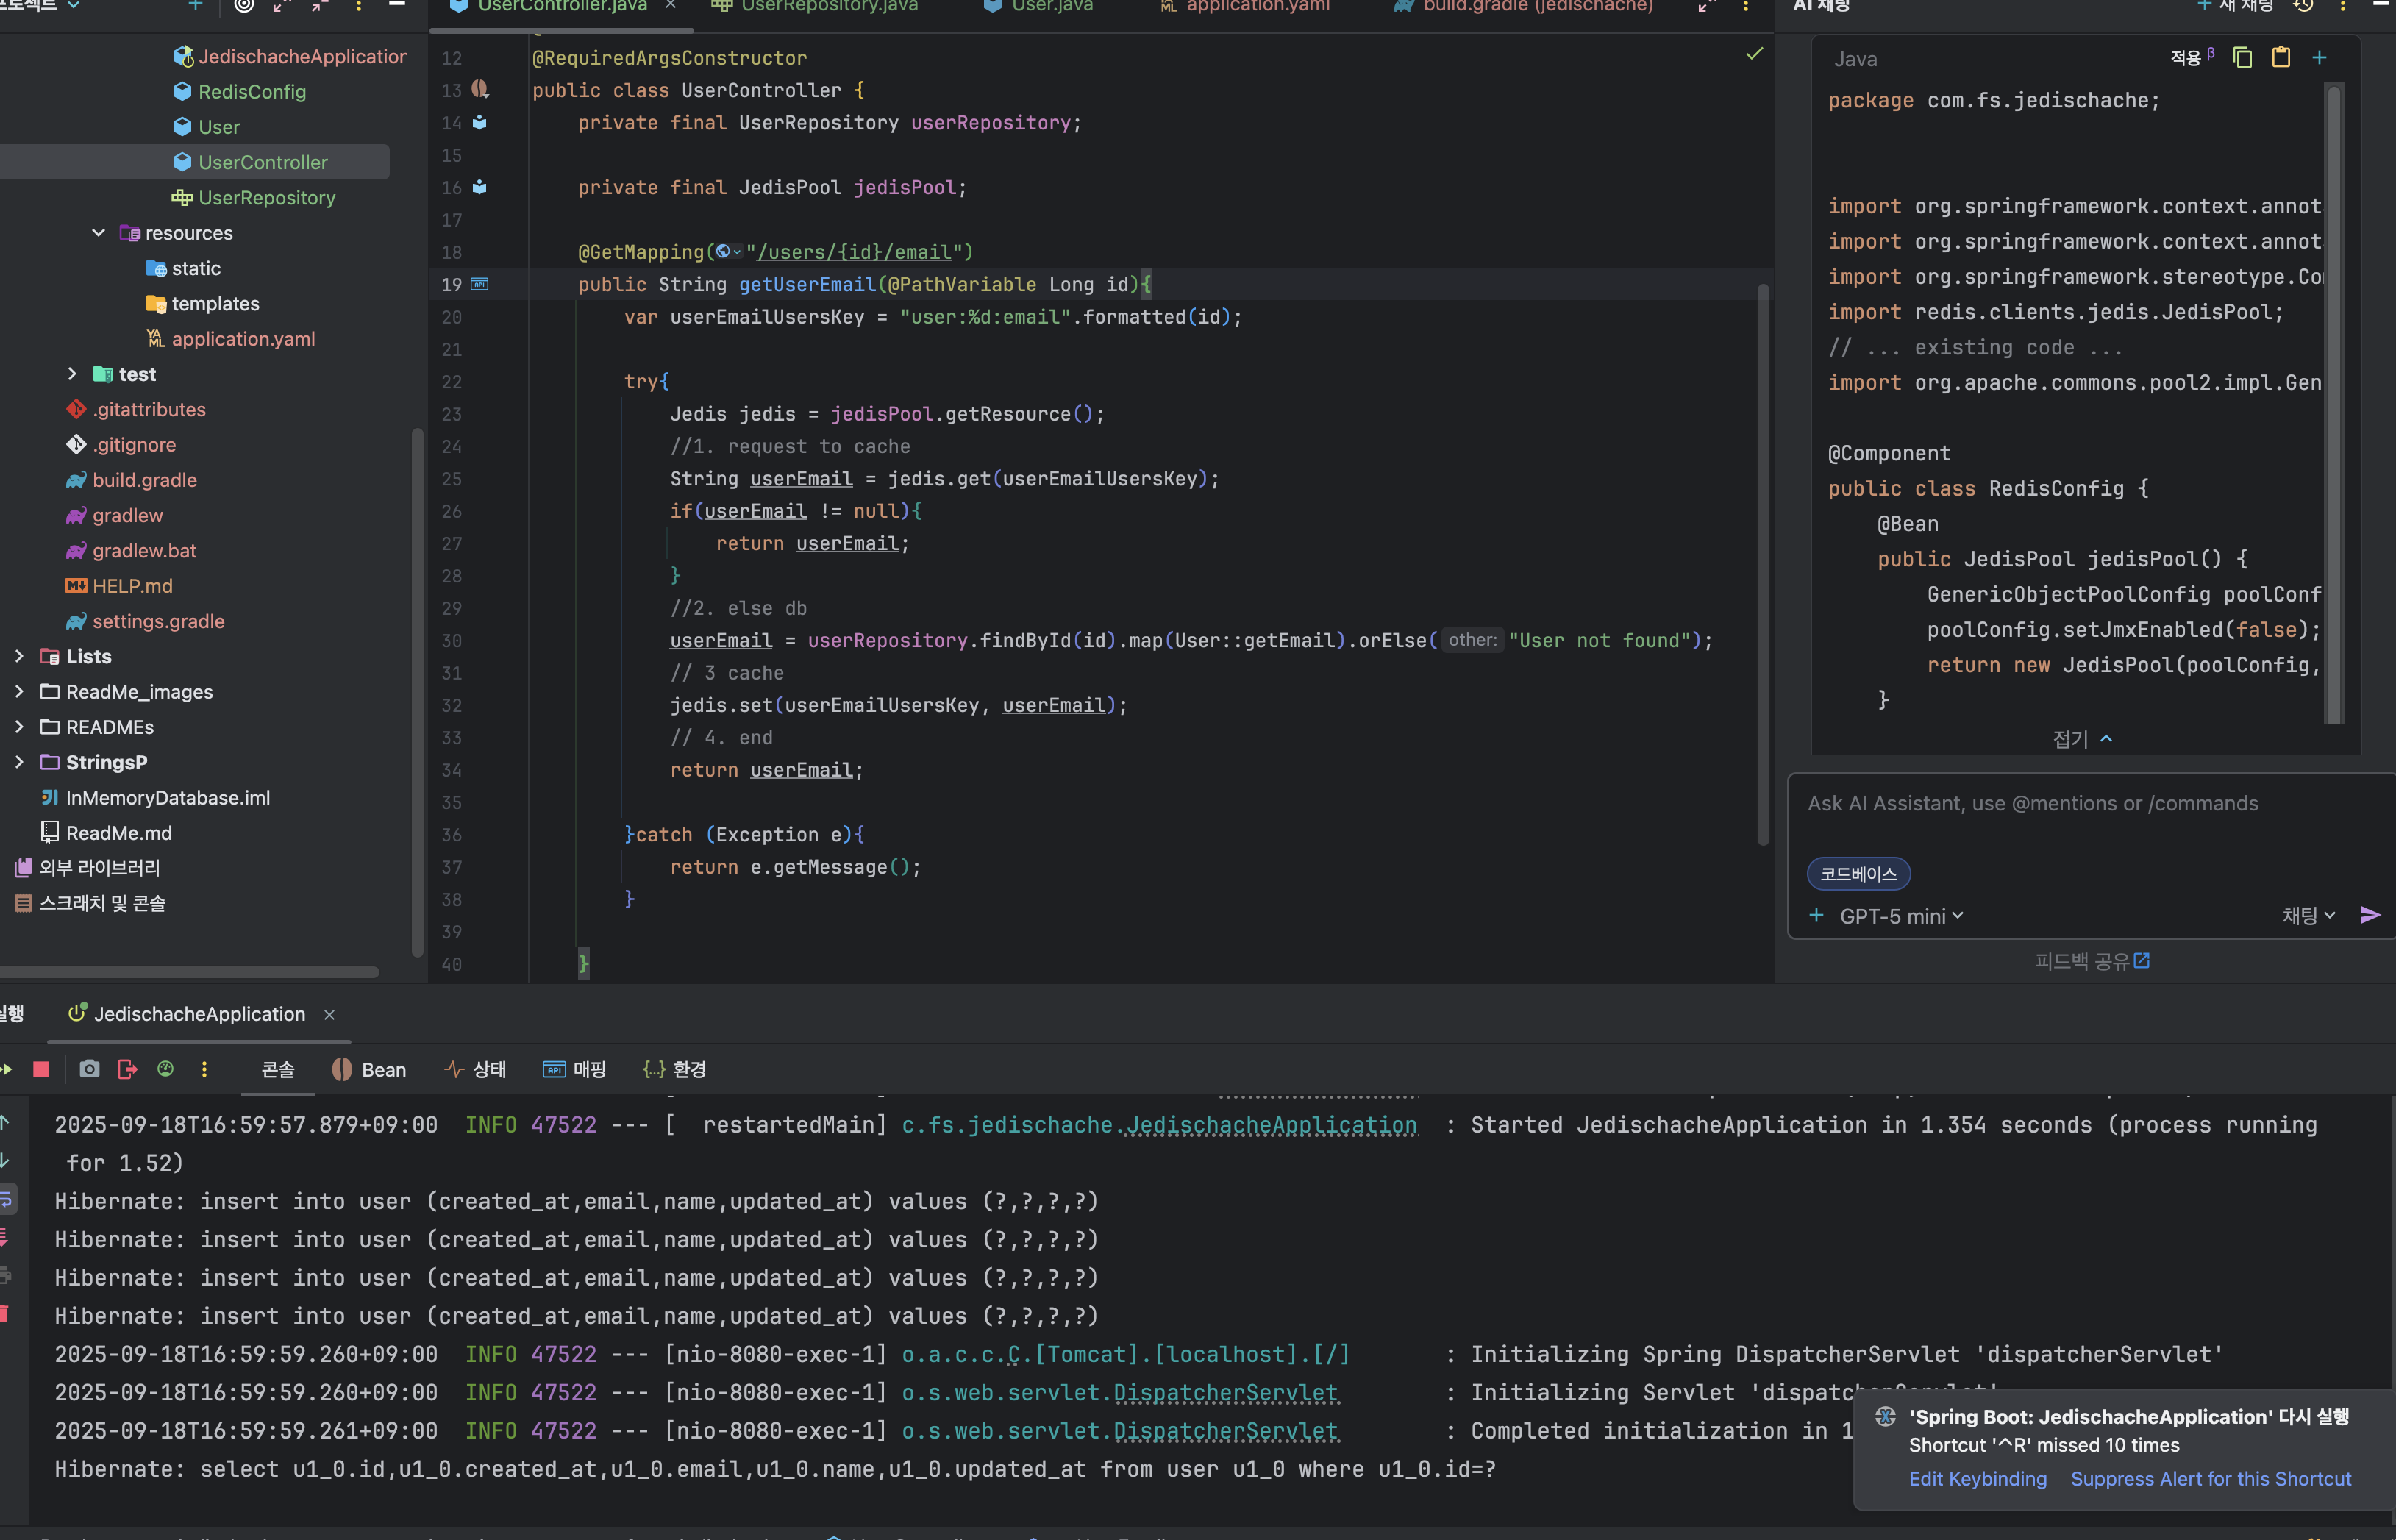 프로젝트
JedischacheApplication
RedisConfig
User
UserController
UserRepository
resources
static
templates
application.yaml
test
.gitattributes
.gitignore
build.gradle
gradlew
gradlew.bat
HELP.md
settings.gradle
Lists
ReadMe_images
READMEs
StringsP
InMemoryDatabase.iml
ReadMe.md
외부 라이브러리
스크래치 및 콘솔
UserController.java UserRepository.java User.java application.yaml build.gradle (jedischache)
12 @RequiredArgsConstructor
13 public class UserController {
14 private final UserRepository userRepository;
15
16 private final JedisPool jedisPool;
17
18 @GetMapping("/users/{id}/email")
19 public String getUserEmail(@PathVariable Long id){
20 var userEmailUsersKey = "user:%d:email".formatted(id);
21
22 try{
23 Jedis jedis = jedisPool.getResource();
24 //1. request to cache
25 String userEmail = jedis.get(userEmailUsersKey);
26 if(userEmail != null){
27 return userEmail;
28 }
29 //2. else db
30 userEmail = userRepository.findById(id).map(User::getEmail).orElse( other: "User not found");
31 // 3 cache
32 jedis.set(userEmailUsersKey, userEmail);
33 // 4. end
34 return userEmail;
35
36 }catch (Exception e){
37 return e.getMessage();
38 }
39
40 }
AI 채팅 + 새 채팅
Java 적용 β
package com.fs.jedischache;
import org.springframework.context.annot
import org.springframework.context.annot
import org.springframework.stereotype.Co
import redis.clients.jedis.JedisPool;
// ... existing code ...
import org.apache.commons.pool2.impl.Gen
@Component
public class RedisConfig {
@Bean
public JedisPool jedisPool() {
GenericObjectPoolConfig poolConf
poolConfig.setJmxEnabled(false);
return new JedisPool(poolConfig,
}
접기
Ask AI Assistant, use @mentions or /commands
코드베이스
+ GPT-5 mini 채팅
피드백 공유
실행 JedischacheApplication
콘솔 Bean 상태 매핑 환경
2025-09-18T16:59:57.879+09:00 INFO 47522 --- [ restartedMain] c.fs.jedischache.JedischacheApplication : Started JedischacheApplication in 1.354 seconds (process running
for 1.52)
Hibernate: insert into user (created_at,email,name,updated_at) values (?,?,?,?)
Hibernate: insert into user (created_at,email,name,updated_at) values (?,?,?,?)
Hibernate: insert into user (created_at,email,name,updated_at) values (?,?,?,?)
Hibernate: insert into user (created_at,email,name,updated_at) values (?,?,?,?)
2025-09-18T16:59:59.260+09:00 INFO 47522 --- [nio-8080-exec-1] o.a.c.c.C.[Tomcat].[localhost].[/] : Initializing Spring DispatcherServlet 'dispatcherServlet'
2025-09-18T16:59:59.260+09:00 INFO 47522 --- [nio-8080-exec-1] o.s.web.servlet.DispatcherServlet : Initializing Servlet 'dispatcherServlet'
2025-09-18T16:59:59.261+09:00 INFO 47522 --- [nio-8080-exec-1] o.s.web.servlet.DispatcherServlet : Completed initialization in 1
Hibernate: select u1_0.id,u1_0.created_at,u1_0.email,u1_0.name,u1_0.updated_at from user u1_0 where u1_0.id=?
'Spring Boot: JedischacheApplication' 다시 실행
Shortcut '^R' missed 10 times
Edit Keybinding Suppress Alert for this Shortcut